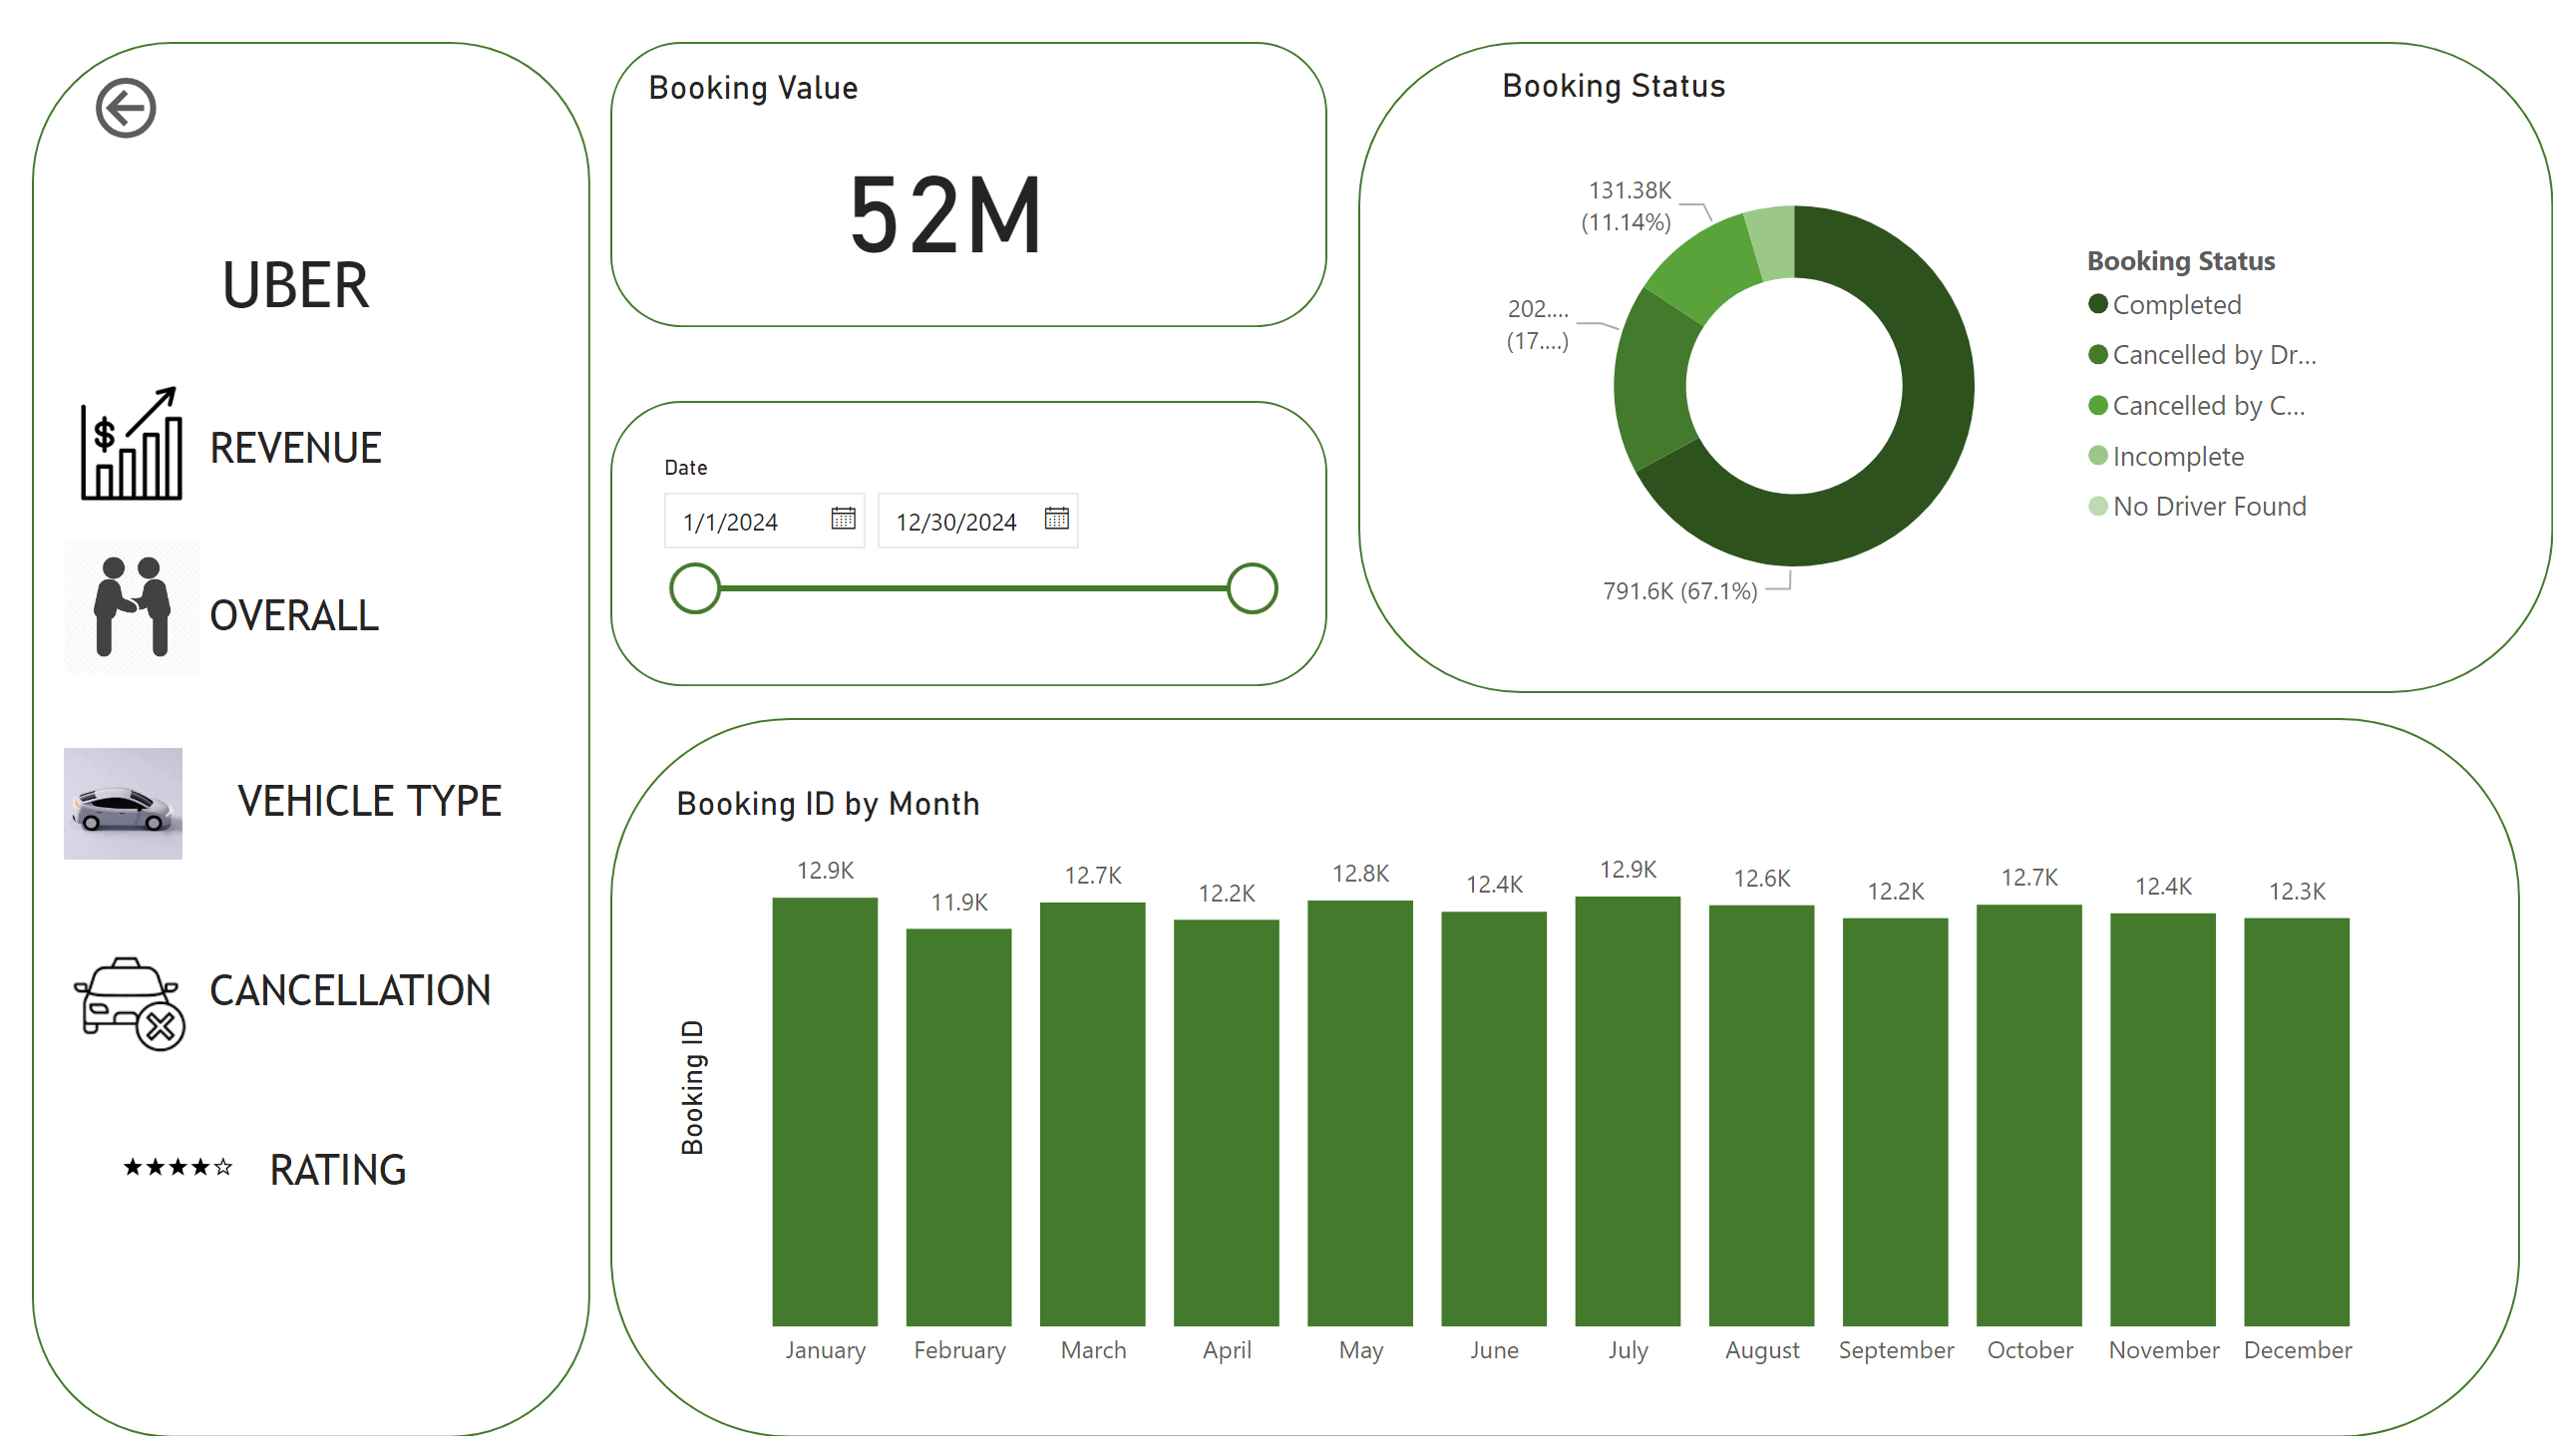 UBER
REVENUE
OVERALL
VEHICLE TYPE
CANCELLATION
RATING
Booking Value
52M
Date
1/1/2024
12/30/2024
Booking Status
131.38K
(11.14%)
202....
(17....)
791.6K (67.1%)
Booking Status
Completed
Cancelled by Dr...
Cancelled by C...
Incomplete
No Driver Found
Booking ID by Month
Booking ID
12.9K
11.9K
12.7K
12.2K
12.8K
12.4K
12.9K
12.6K
12.2K
12.7K
12.4K
12.3K
January
February
March
April
May
June
July
August
September
October
November
December